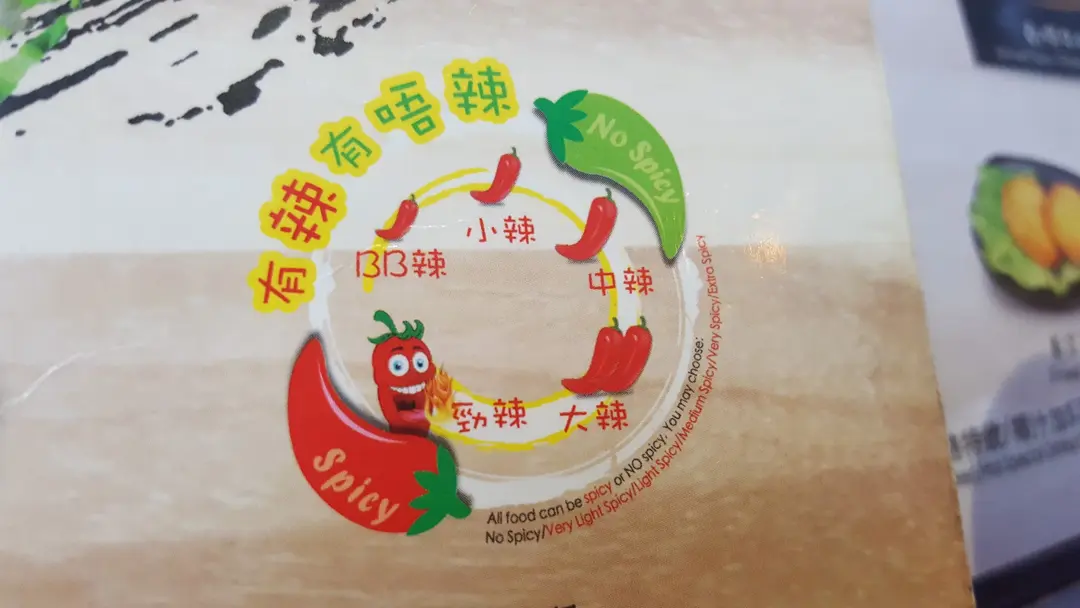 有辣有唔辣
No Spicy
BB辣
小辣
中辣
大辣
勁辣
Spicy
All food can be spicy or NO spicy, You may choose:
No Spicy/Very Light Spicy/Light Spicy/Medium Spicy/Very Spicy/Extra Spicy